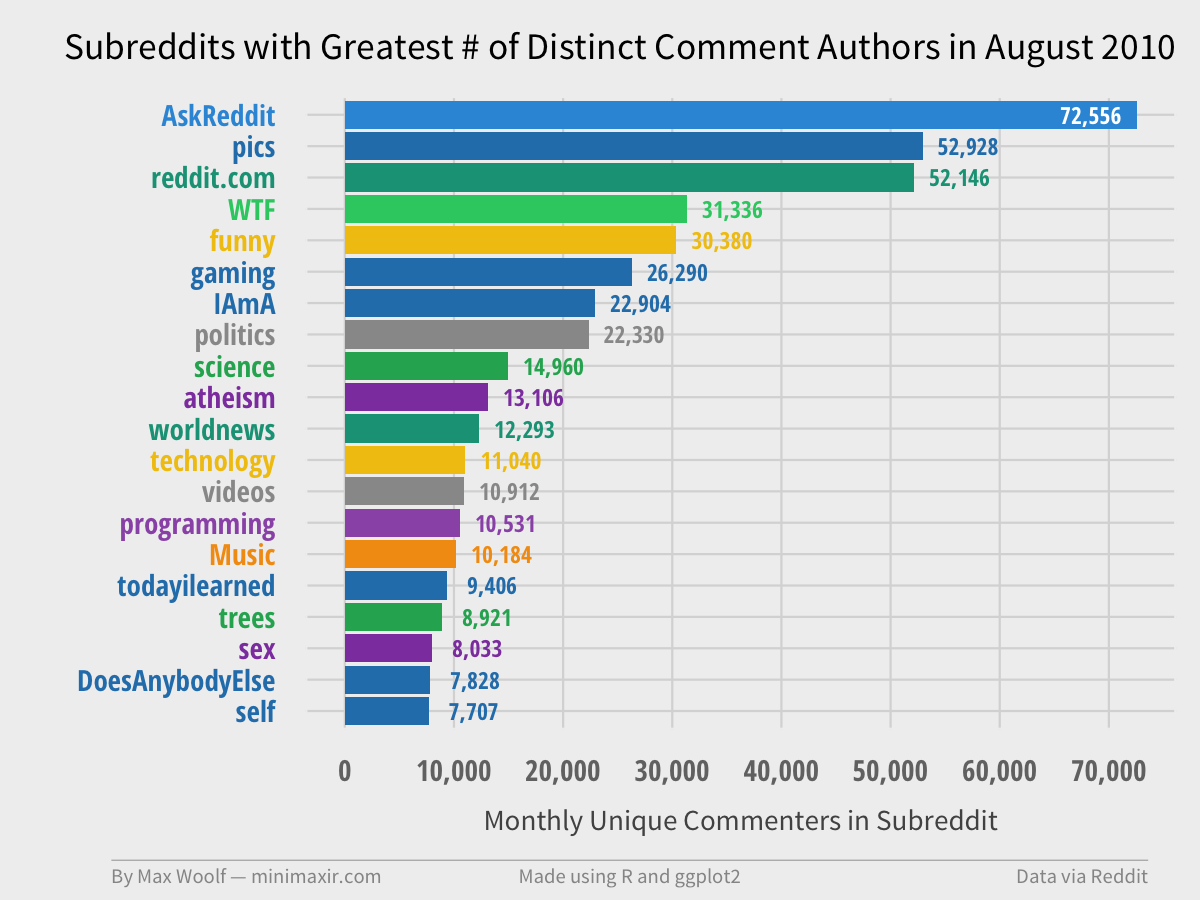 Subreddits with Greatest # of Distinct Comment Authors in August 2010
AskReddit 72,556
pics 52,928
reddit.com 52,146
WTF 31,336
funny 30,380
gaming 26,290
IAmA 22,904
politics 22,330
science 14,960
atheism 13,106
worldnews 12,293
technology 11,040
videos 10,912
programming 10,531
Music 10,184
todayilearned 9,406
trees 8,921
sex 8,033
DoesAnybodyElse 7,828
self 7,707
0 10,000 20,000 30,000 40,000 50,000 60,000 70,000
Monthly Unique Commenters in Subreddit
By Max Woolf — minimaxir.com Made using R and ggplot2 Data via Reddit